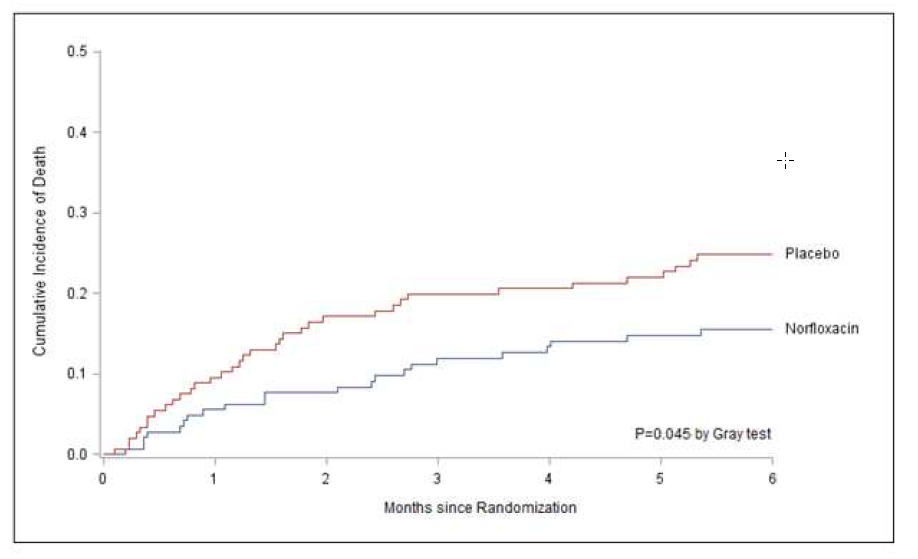 0.5
0.4
0.3
0.2
0.1
0.0
Cumulative Incidence of Death
Placebo
Norfloxacin
P=0.045 by Gray test
0 1 2 3 4 5 6
Months since Randomization